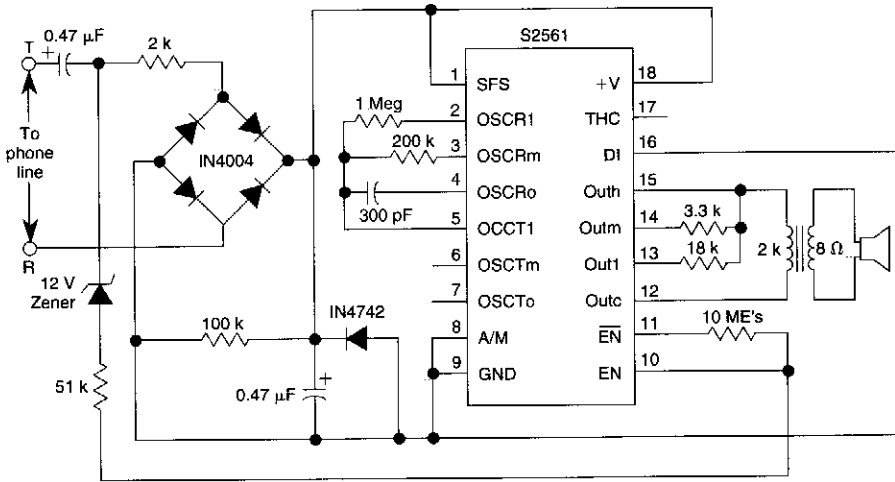 S2561
T
0.47 µF
+
2 k
To
phone
line
R
IN4004
12 V
Zener
51 k
100 k
IN4742
0.47 µF
+
1 Meg
200 k
300 pF
1
SFS
2
OSCR1
3
OSCRm
4
OSCRo
5
OCCT1
6
OSCTm
7
OSCTo
8
A/M
9
GND
+V
18
THC
17
DI
16
Outh
15
Outm
14
Out1
13
Outc
12
EN
11
EN
10
3.3 k
18 k
2 k
8 Ω
10 ME's